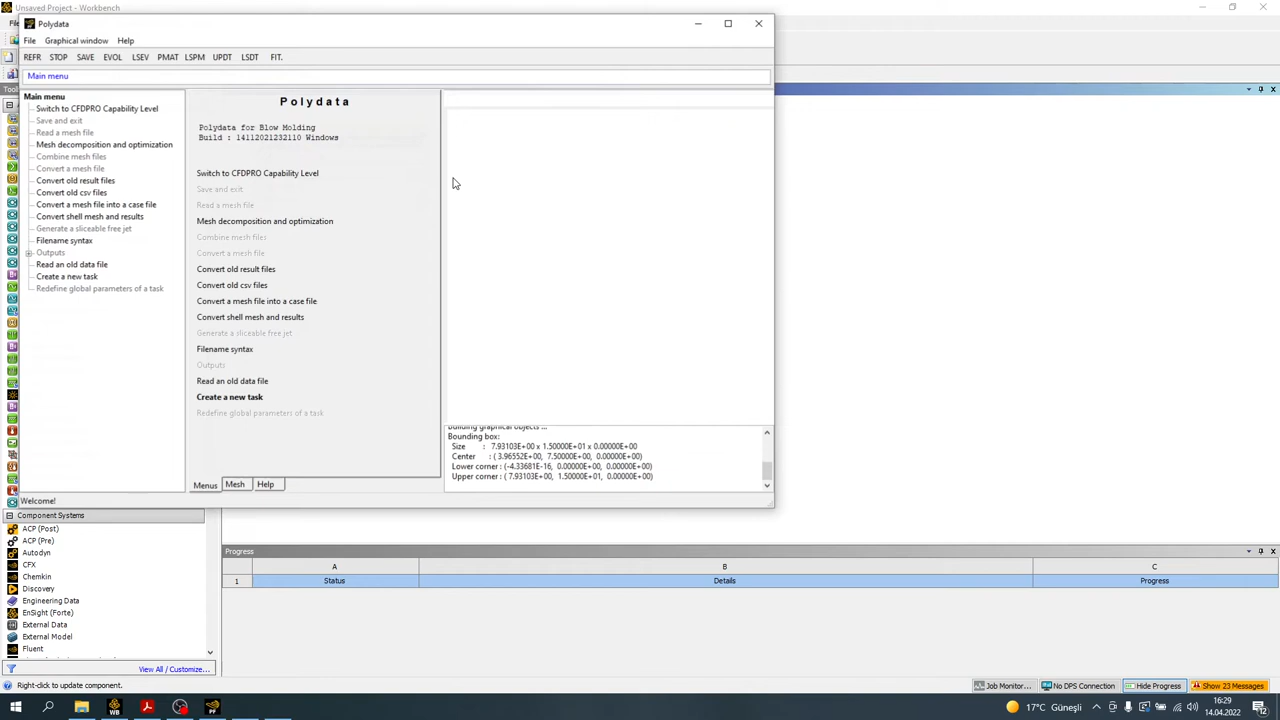 Unsaved Project - Workbench
Polydata
File Graphical window Help
REFR STOP SAVE EVOL LSEV PMAT LSPM UPDT LSDT FIT.
Main menu
Main menu
Switch to CFDPRO Capability Level
Save and exit
Read a mesh file
Mesh decomposition and optimization
Combine mesh files
Convert a mesh file
Convert old result files
Convert old csv files
Convert a mesh file into a case file
Convert shell mesh and results
Generate a sliceable free jet
Filename syntax
Outputs
Read an old data file
Create a new task
Redefine global parameters of a task
Polydata
Polydata for Blow Molding
Build : 14112021232110 Windows
Switch to CFDPRO Capability Level
Save and exit
Read a mesh file
Mesh decomposition and optimization
Combine mesh files
Convert a mesh file
Convert old result files
Convert old csv files
Convert a mesh file into a case file
Convert shell mesh and results
Generate a sliceable free jet
Filename syntax
Outputs
Read an old data file
Create a new task
Redefine global parameters of a task
Menus Mesh Help
Building graphical objects ...
Bounding box:
Size : 7.93103E+00 x 1.50000E+01 x 0.00000E+00
Center : ( 3.96552E+00, 7.50000E+00, 0.00000E+00)
Lower corner : (-4.33681E-16, 0.00000E+00, 0.00000E+00)
Upper corner : ( 7.93103E+00, 1.50000E+01, 0.00000E+00)
Welcome!
Component Systems
ACP (Post)
ACP (Pre)
Autodyn
CFX
Chemkin
Discovery
Engineering Data
EnSight (Forte)
External Data
External Model
Fluent
View All / Customize...
Progress
A B C
1 Status Details Progress
Right-click to update component.
Job Monitor... No DPS Connection Hide Progress Show 23 Messages
17°C Güneşli
16:29
14.04.2022